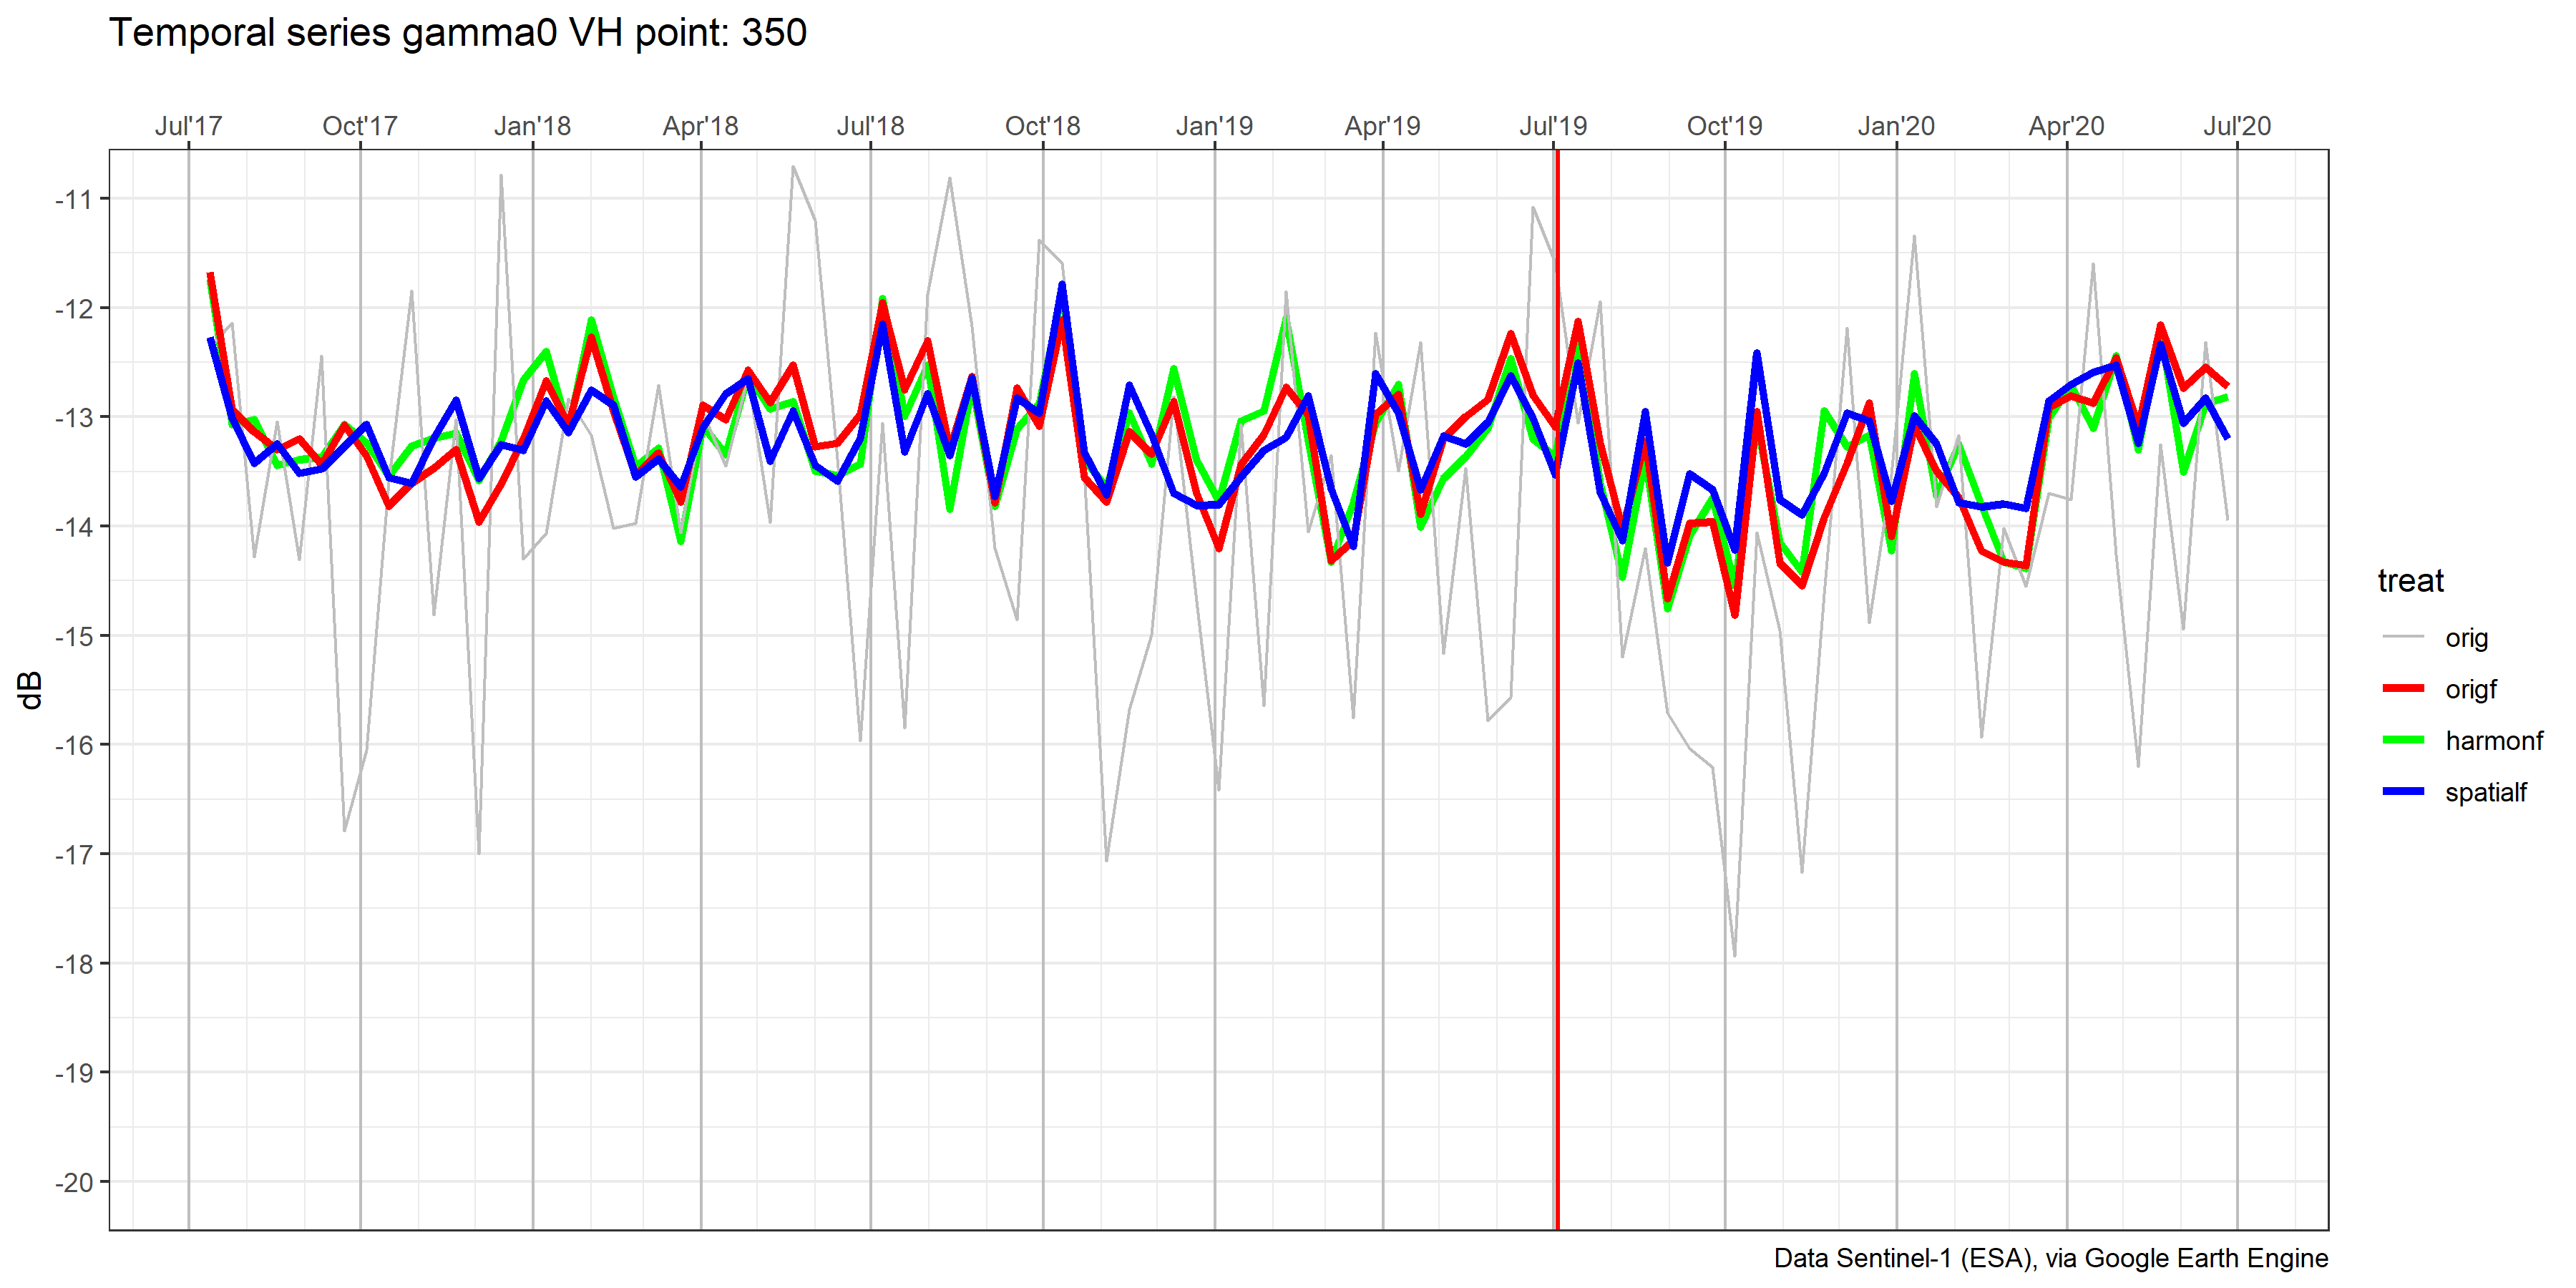 Temporal series gamma0 VH point: 350
Jul'17 Oct'17 Jan'18 Apr'18 Jul'18 Oct'18 Jan'19 Apr'19 Jul'19 Oct'19 Jan'20 Apr'20 Jul'20
-11
-12
-13
-14
-15
-16
-17
-18
-19
-20
dB
treat
orig
origf
harmonf
spatialf
Data Sentinel-1 (ESA), via Google Earth Engine